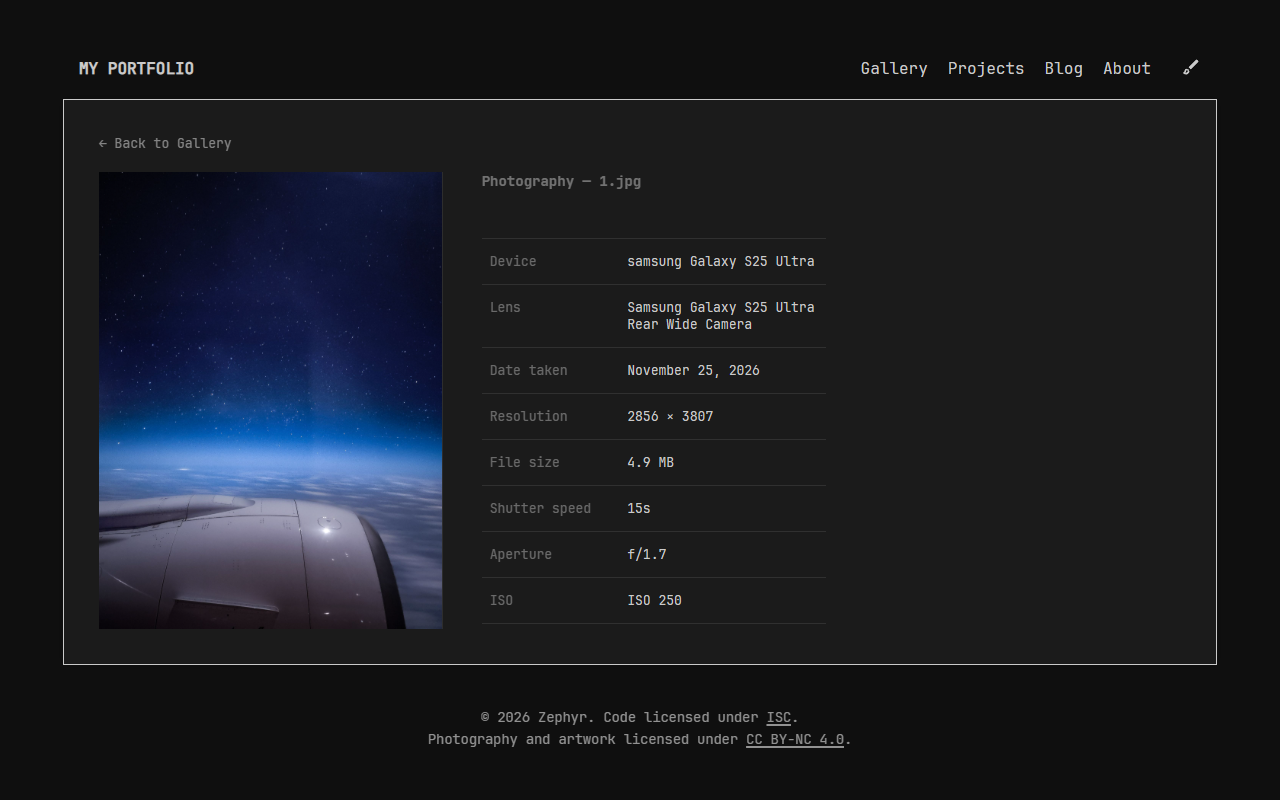 MY PORTFOLIO
Gallery Projects Blog About
← Back to Gallery
Photography — 1.jpg
Device samsung Galaxy S25 Ultra
Lens Samsung Galaxy S25 Ultra
Rear Wide Camera
Date taken November 25, 2026
Resolution 2856 × 3807
File size 4.9 MB
Shutter speed 15s
Aperture f/1.7
ISO ISO 250
© 2026 Zephyr. Code licensed under ISC.
Photography and artwork licensed under CC BY-NC 4.0.